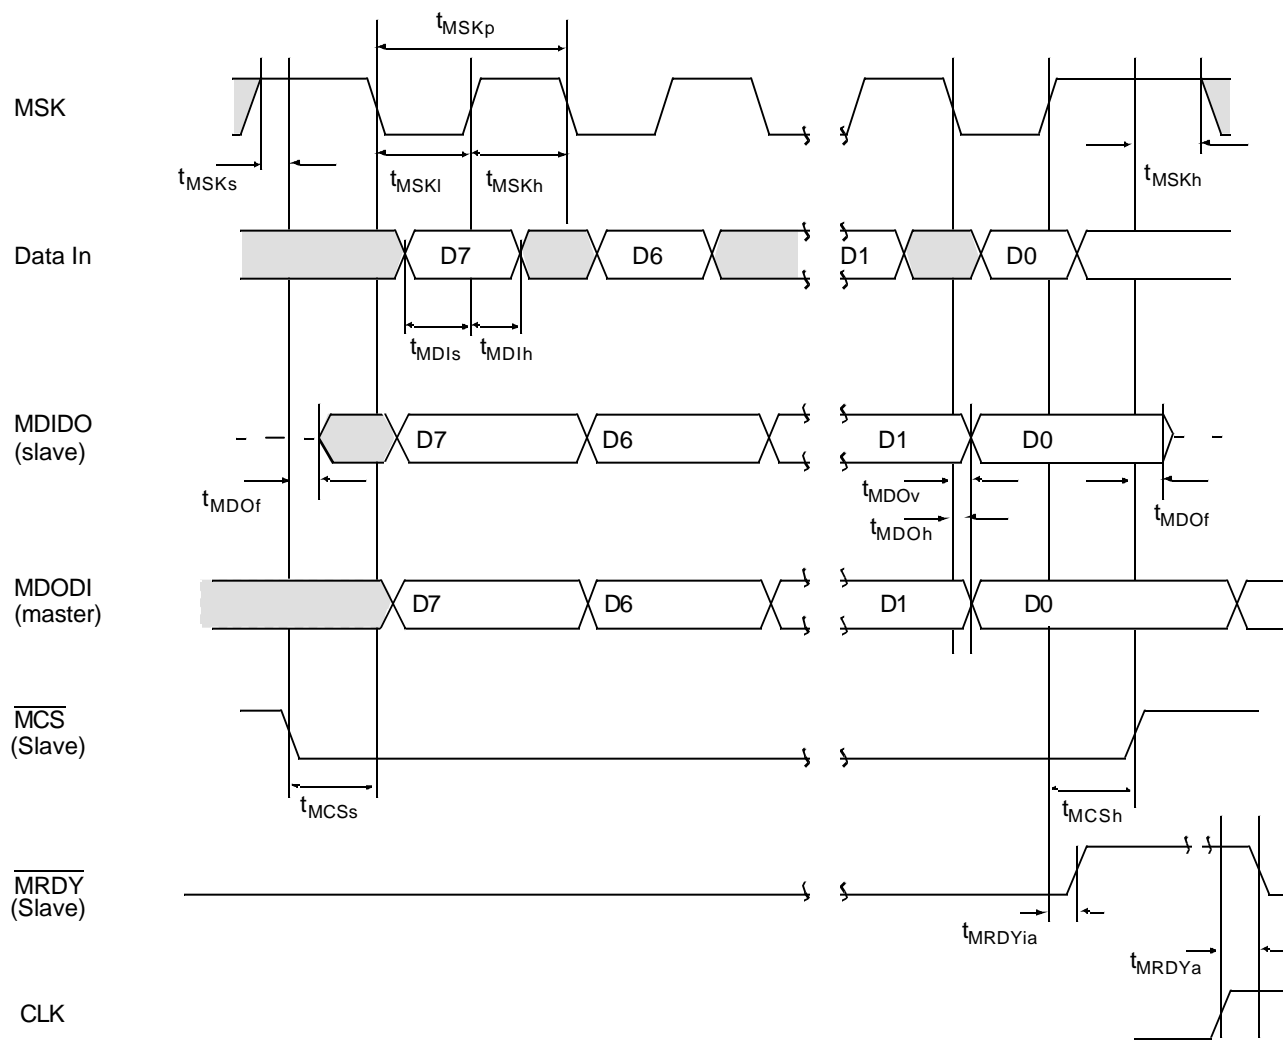 tMSKp
MSK
tMSKs
tMSKl
tMSKh
tMSKh
Data In
D7
D6
D1
D0
tMDIs
tMDIh
MDIDO
(slave)
D7
D6
D1
D0
tMDOf
tMDOv
tMDOh
tMDOf
MDODI
(master)
D7
D6
D1
D0
MCS
(Slave)
tMCSs
tMCSh
MRDY
(Slave)
tMRDYia
tMRDYa
CLK